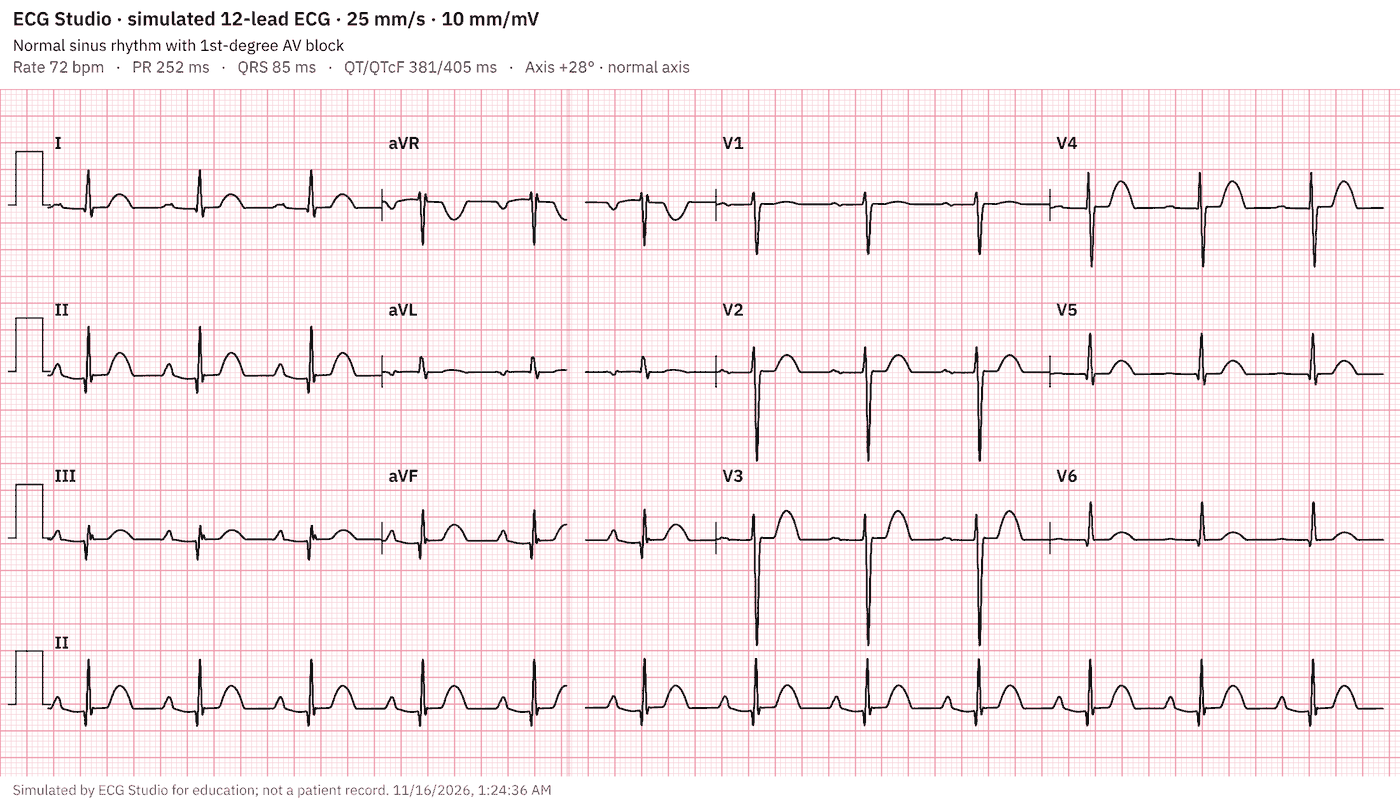 ECG Studio · simulated 12-lead ECG · 25 mm/s · 10 mm/mV
Normal sinus rhythm with 1st-degree AV block
Rate 72 bpm · PR 252 ms · QRS 85 ms · QT/QTcF 381/405 ms · Axis +28° · normal axis
I aVR V1 V4
II aVL V2 V5
III aVF V3 V6
II
Simulated by ECG Studio for education; not a patient record. 11/16/2026, 1:24:36 AM